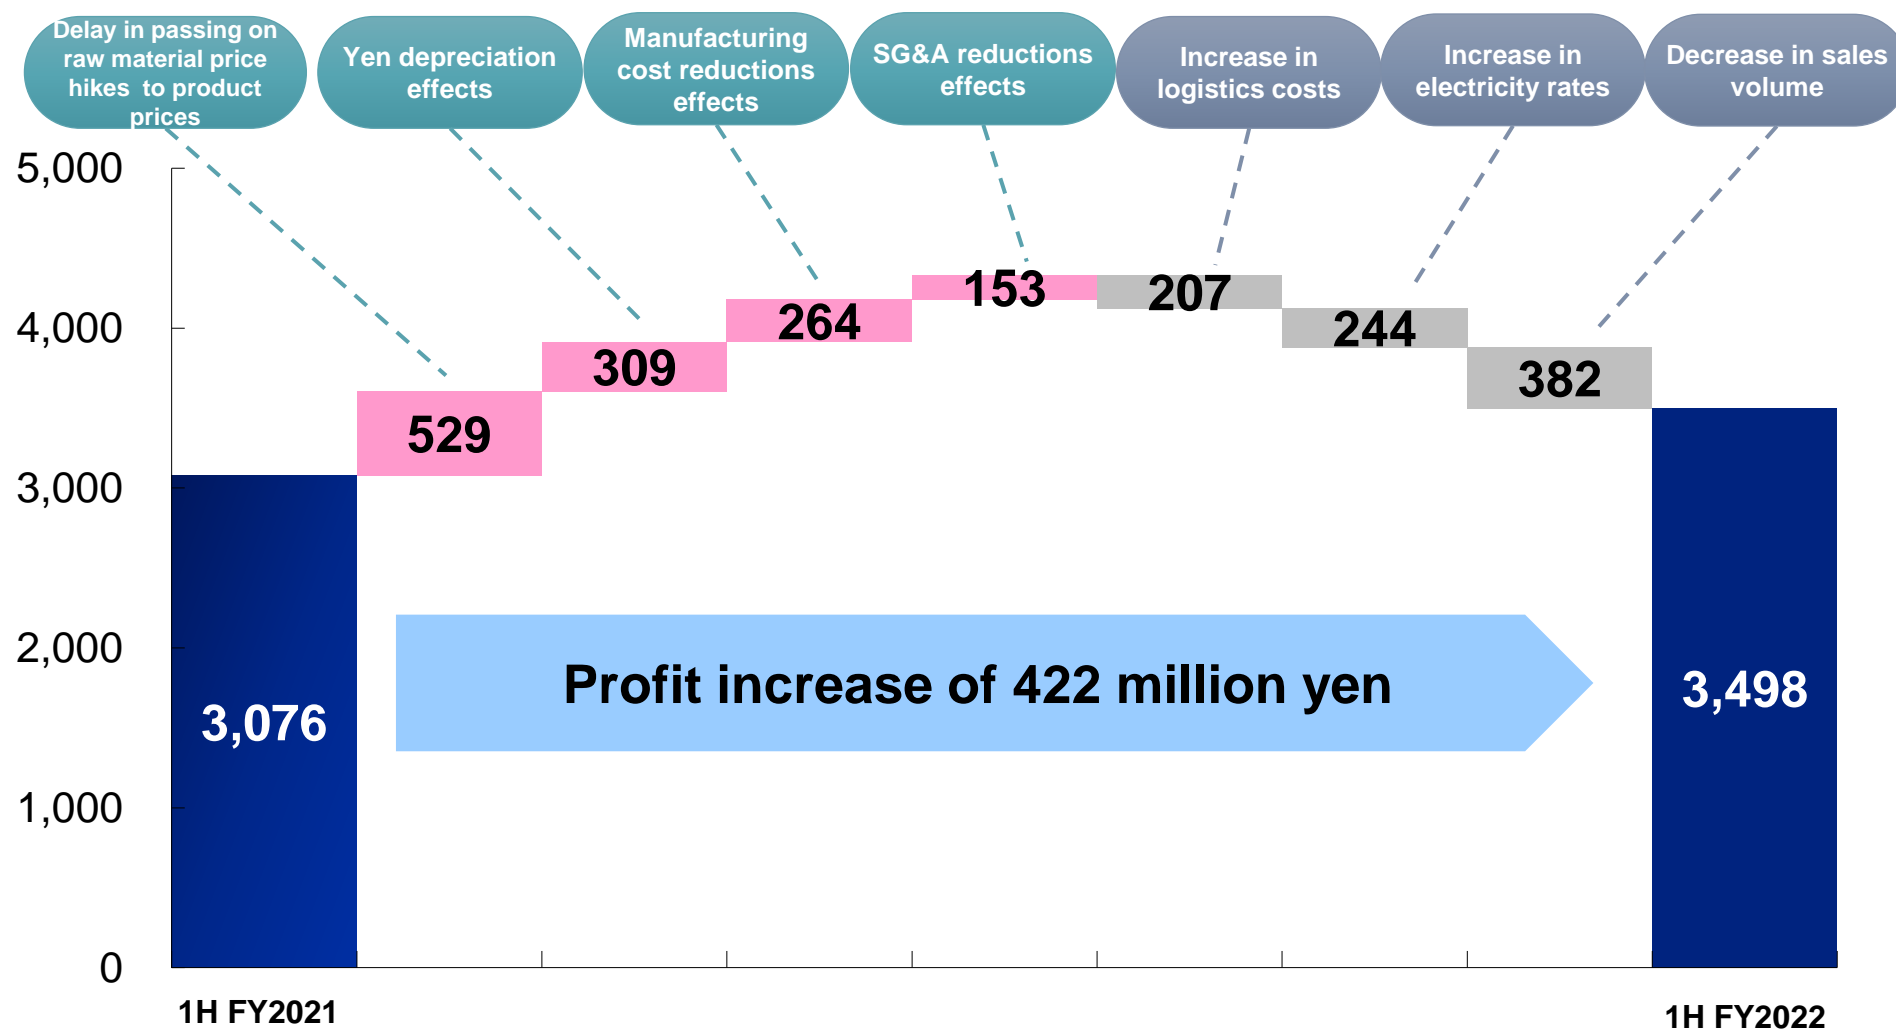 Delay in passing on
raw material price
hikes to product
prices
Yen depreciation
effects
Manufacturing
cost reductions
effects
SG&A reductions
effects
Increase in
logistics costs
Increase in
electricity rates
Decrease in sales
volume
5,000
4,000
3,000
2,000
1,000
0
529
309
264
153
207
244
382
3,076
Profit increase of 422 million yen
3,498
1H FY2021
1H FY2022